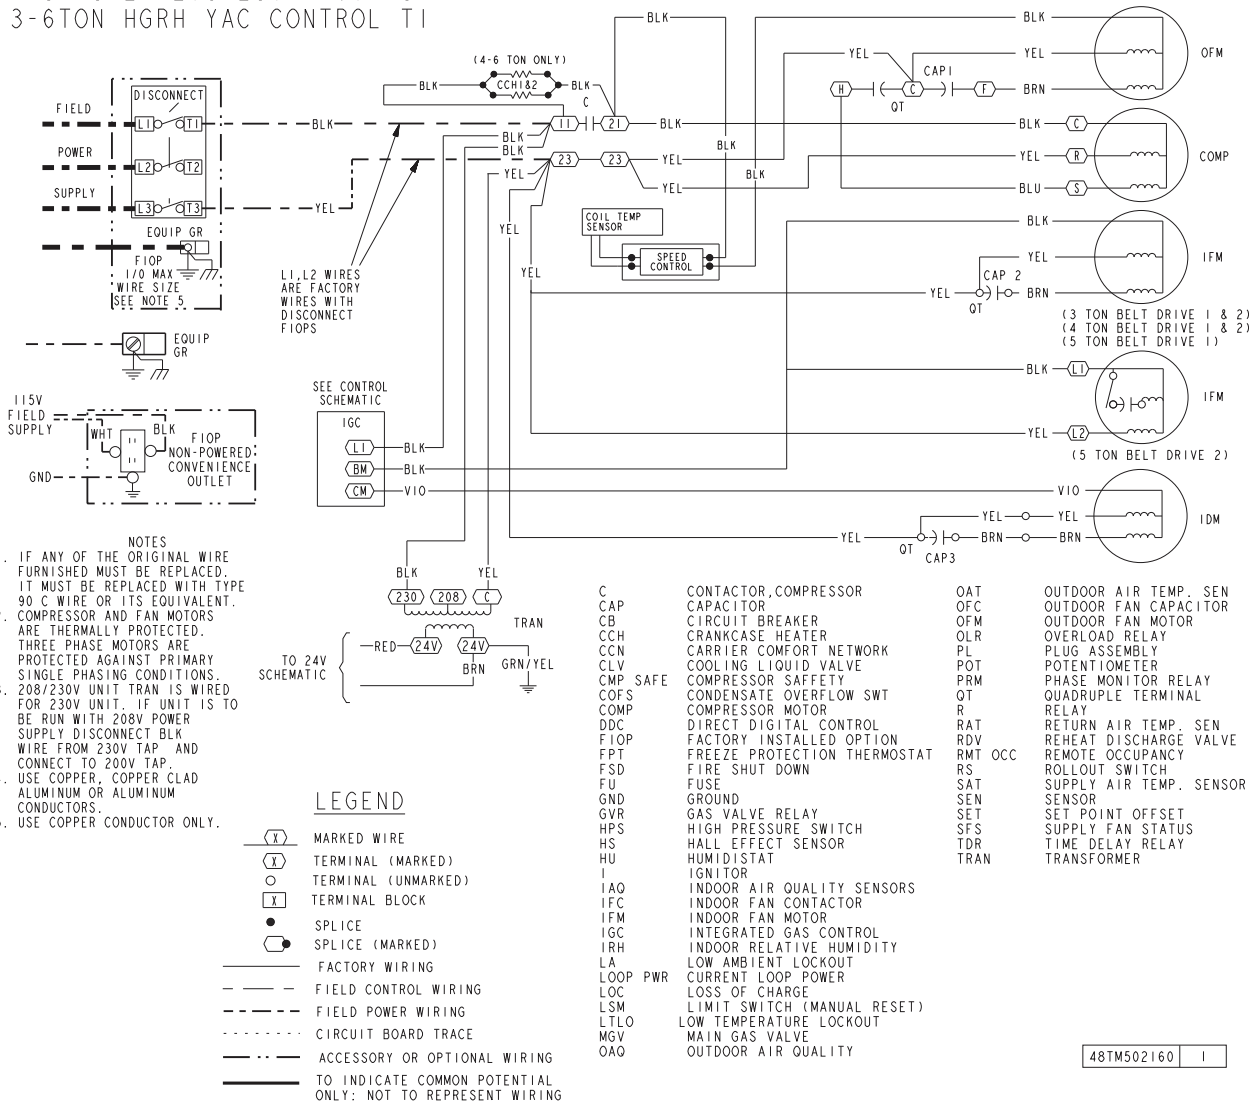 3-6TON HGRH YAC CONTROL T1
BLK
BLK
(4-6 TON ONLY)
YEL
YEL
OFM
CAP1
CCH1&2
BLK
BLK
C
H
C
F
BRN
QT
DISCONNECT
FIELD
L1
T1
BLK
11
21
BLK
BLK
C
BLK
BLK
BLK
POWER
L2
T2
23
23
YEL
YEL
R
COMP
YEL
BLK
SUPPLY
YEL
BLU
S
L3
T3
YEL
COIL TEMP
SENSOR
BLK
EQUIP GR
YEL
SPEED
CONTROL
YEL
IFM
FIOP
1/0 MAX
WIRE SIZE
SEE NOTE 5
YEL
CAP 2
L1,L2 WIRES
ARE FACTORY
WIRES WITH
DISCONNECT
FIOPS
YEL
BRN
QT
(3 TON BELT DRIVE 1 & 2)
(4 TON BELT DRIVE 1 & 2)
(5 TON BELT DRIVE 1)
EQUIP
GR
BLK
L1
SEE CONTROL
SCHEMATIC
IFM
115V
FIELD
SUPPLY
WHT
BLK
FIOP
NON-POWERED
CONVENIENCE
OUTLET
GND
IGC
YEL
L2
L1
BLK
(5 TON BELT DRIVE 2)
BM
BLK
CM
VIO
VIO
YEL
YEL
IDM
YEL
BRN
BRN
QT
CAP3
NOTES
. IF ANY OF THE ORIGINAL WIRE
FURNISHED MUST BE REPLACED.
IT MUST BE REPLACED WITH TYPE
90 C WIRE OR ITS EQUIVALENT.
. COMPRESSOR AND FAN MOTORS
ARE THERMALLY PROTECTED.
THREE PHASE MOTORS ARE
PROTECTED AGAINST PRIMARY
SINGLE PHASING CONDITIONS.
. 208/230V UNIT TRAN IS WIRED
FOR 230V UNIT. IF UNIT IS TO
BE RUN WITH 208V POWER
SUPPLY DISCONNECT BLK
WIRE FROM 230V TAP AND
CONNECT TO 200V TAP.
. USE COPPER, COPPER CLAD
ALUMINUM OR ALUMINUM
CONDUCTORS.
. USE COPPER CONDUCTOR ONLY.
BLK
YEL
230
208
C
TRAN
RED
24V
24V
TO 24V
SCHEMATIC
BRN
GRN/YEL
LEGEND
X MARKED WIRE
X TERMINAL (MARKED)
TERMINAL (UNMARKED)
X TERMINAL BLOCK
SPLICE
SPLICE (MARKED)
FACTORY WIRING
FIELD CONTROL WIRING
FIELD POWER WIRING
CIRCUIT BOARD TRACE
ACCESSORY OR OPTIONAL WIRING
TO INDICATE COMMON POTENTIAL
ONLY: NOT TO REPRESENT WIRING
C CONTACTOR,COMPRESSOR
CAP CAPACITOR
CB CIRCUIT BREAKER
CCH CRANKCASE HEATER
CCN CARRIER COMFORT NETWORK
CLV COOLING LIQUID VALVE
CMP SAFE COMPRESSOR SAFFETY
COFS CONDENSATE OVERFLOW SWT
COMP COMPRESSOR MOTOR
DDC DIRECT DIGITAL CONTROL
FIOP FACTORY INSTALLED OPTION
FPT FREEZE PROTECTION THERMOSTAT
FSD FIRE SHUT DOWN
FU FUSE
GND GROUND
GVR GAS VALVE RELAY
HPS HIGH PRESSURE SWITCH
HS HALL EFFECT SENSOR
HU HUMIDISTAT
I IGNITOR
IAQ INDOOR AIR QUALITY SENSORS
IFC INDOOR FAN CONTACTOR
IFM INDOOR FAN MOTOR
IGC INTEGRATED GAS CONTROL
IRH INDOOR RELATIVE HUMIDITY
LA LOW AMBIENT LOCKOUT
LOOP PWR CURRENT LOOP POWER
LOC LOSS OF CHARGE
LSM LIMIT SWITCH (MANUAL RESET)
LTLO LOW TEMPERATURE LOCKOUT
MGV MAIN GAS VALVE
OAQ OUTDOOR AIR QUALITY
OAT OUTDOOR AIR TEMP. SEN
OFC OUTDOOR FAN CAPACITOR
OFM OUTDOOR FAN MOTOR
OLR OVERLOAD RELAY
PL PLUG ASSEMBLY
POT POTENTIOMETER
PRM PHASE MONITOR RELAY
QT QUADRUPLE TERMINAL
R RELAY
RAT RETURN AIR TEMP. SEN
RDV REHEAT DISCHARGE VALVE
RMT OCC REMOTE OCCUPANCY
RS ROLLOUT SWITCH
SAT SUPPLY AIR TEMP. SENSOR
SEN SENSOR
SET SET POINT OFFSET
SFS SUPPLY FAN STATUS
TDR TIME DELAY RELAY
TRAN TRANSFORMER
48TM502160 1